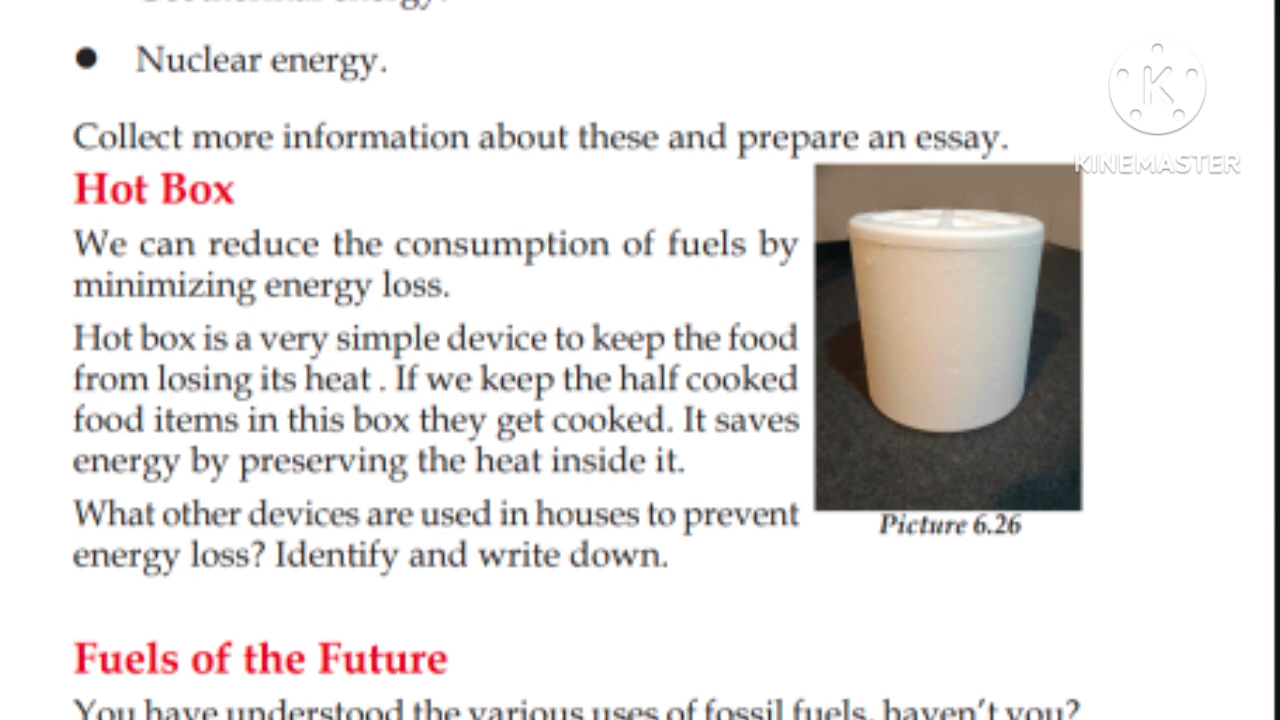 Geothermal energy.
● Nuclear energy.
Collect more information about these and prepare an essay.
KINEMASTER
Hot Box
We can reduce the consumption of fuels by
minimizing energy loss.
Hot box is a very simple device to keep the food
from losing its heat . If we keep the half cooked
food items in this box they get cooked. It saves
energy by preserving the heat inside it.
What other devices are used in houses to prevent
energy loss? Identify and write down.
Picture 6.26
Fuels of the Future
You have understood the various uses of fossil fuels, haven't you?